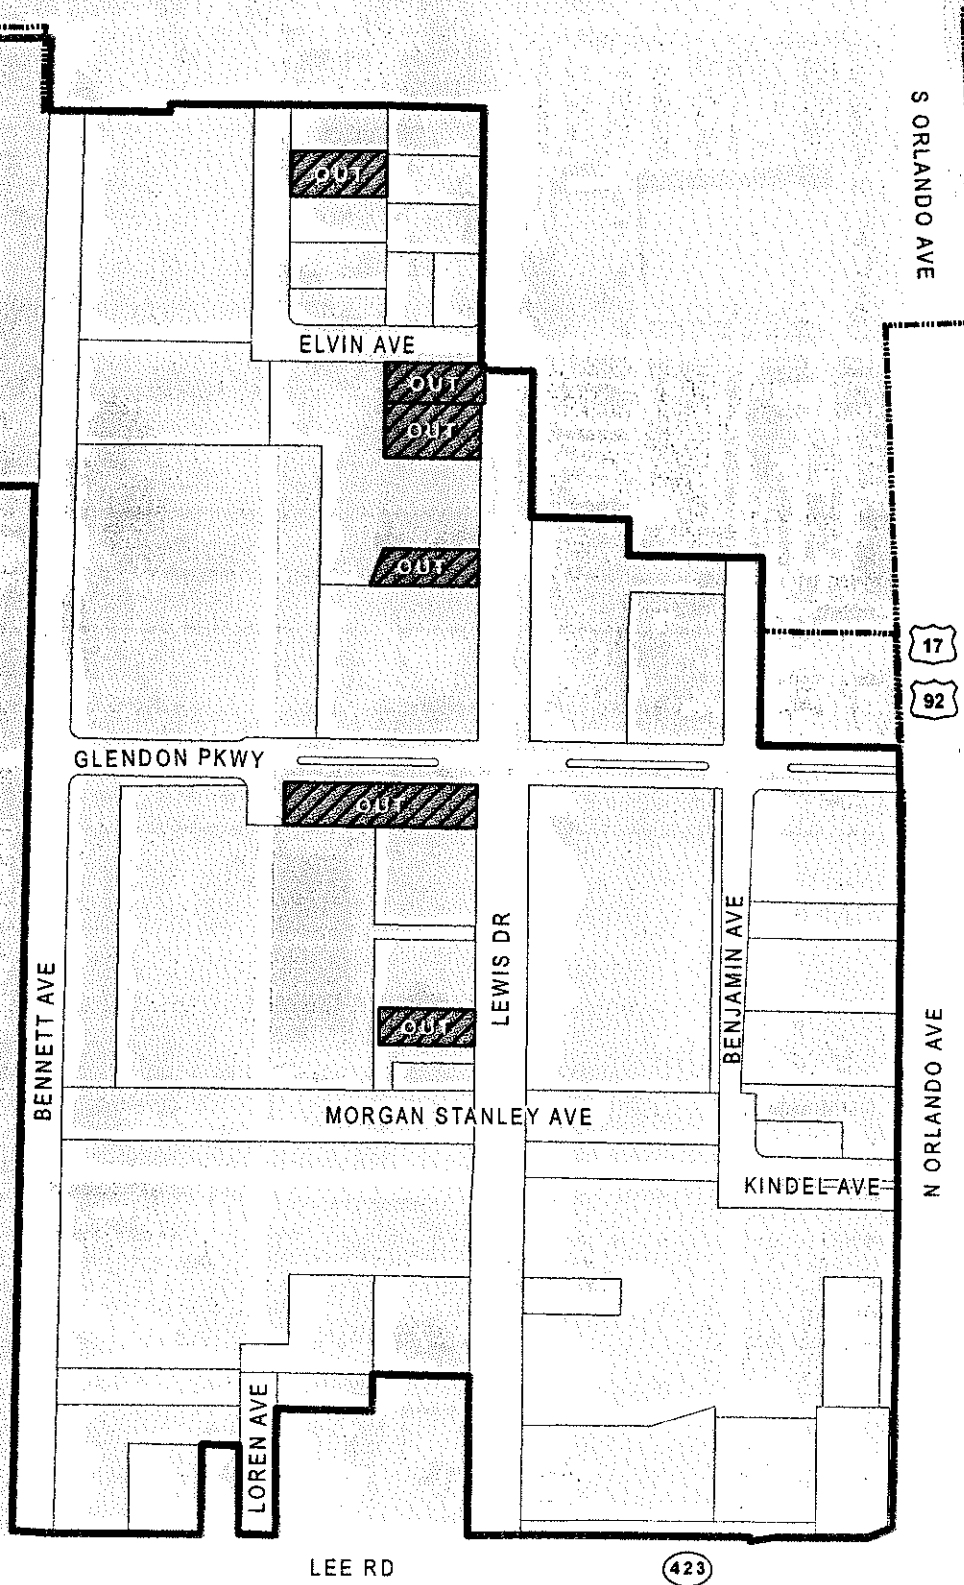 S ORLANDO AVE
OUT
ELVIN AVE
OUT
OUT
OUT
17
92
GLENDON PKWY
OUT
LEWIS DR
BENJAMIN AVE
BENNETT AVE
OUT
N ORLANDO AVE
MORGAN STANLEY AVE
KINDEL AVE
LOREN AVE
LEE RD
423